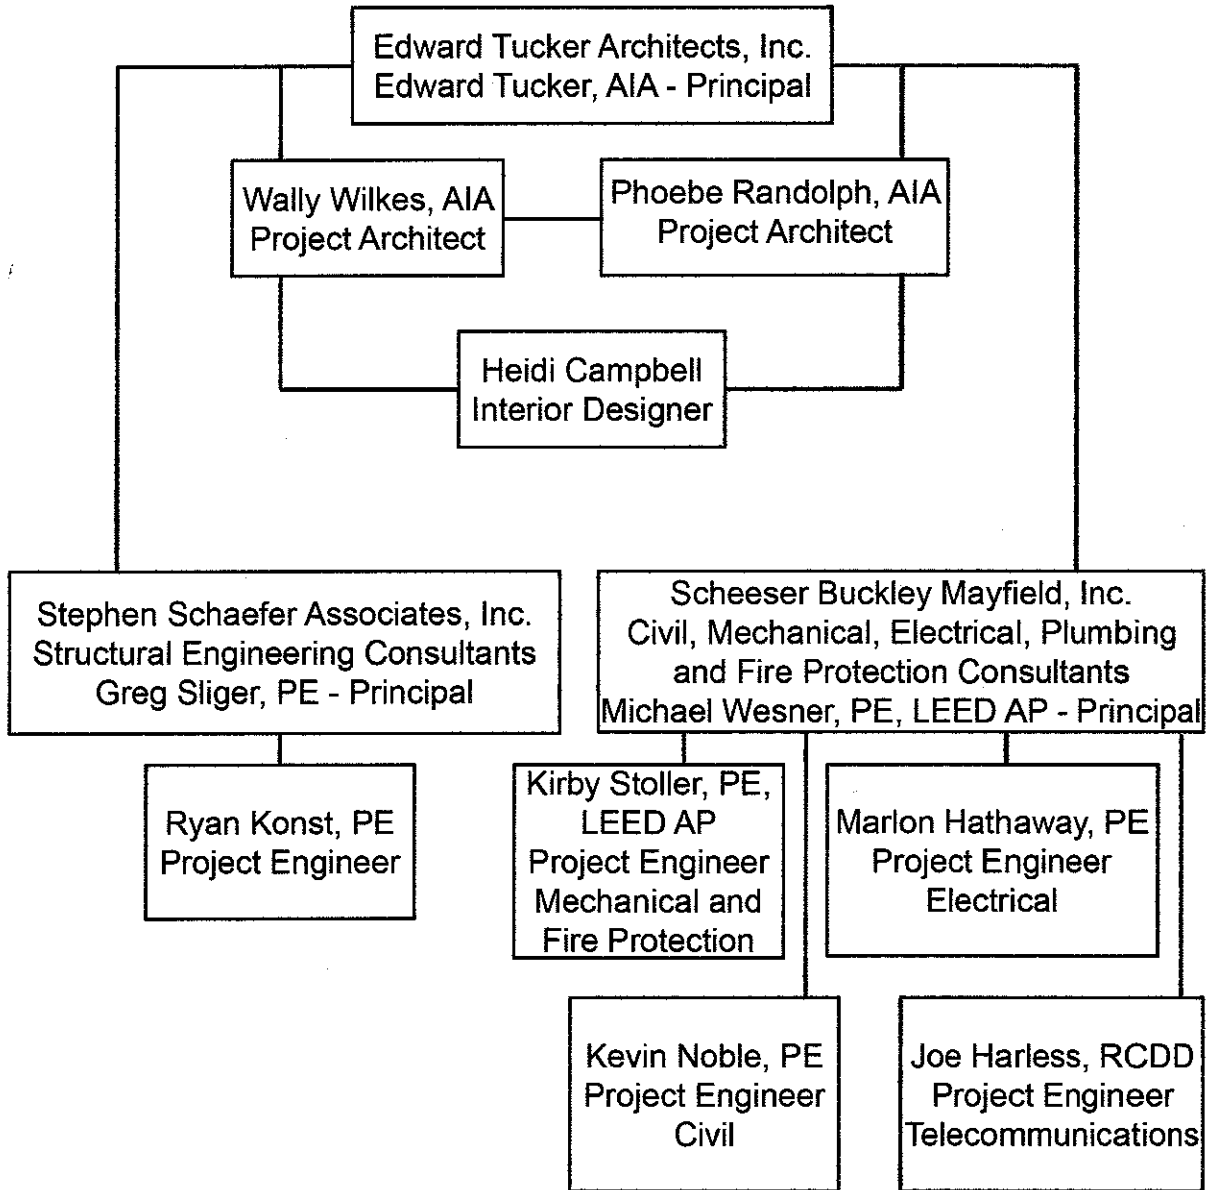 Edward Tucker Architects, Inc.
Edward Tucker, AIA - Principal
Wally Wilkes, AIA
Project Architect
Phoebe Randolph, AIA
Project Architect
Heidi Campbell
Interior Designer
Stephen Schaefer Associates, Inc.
Structural Engineering Consultants
Greg Sliger, PE - Principal
Scheeser Buckley Mayfield, Inc.
Civil, Mechanical, Electrical, Plumbing
and Fire Protection Consultants
Michael Wesner, PE, LEED AP - Principal
Ryan Konst, PE
Project Engineer
Kirby Stoller, PE,
LEED AP
Project Engineer
Mechanical and
Fire Protection
Marlon Hathaway, PE
Project Engineer
Electrical
Kevin Noble, PE
Project Engineer
Civil
Joe Harless, RCDD
Project Engineer
Telecommunications